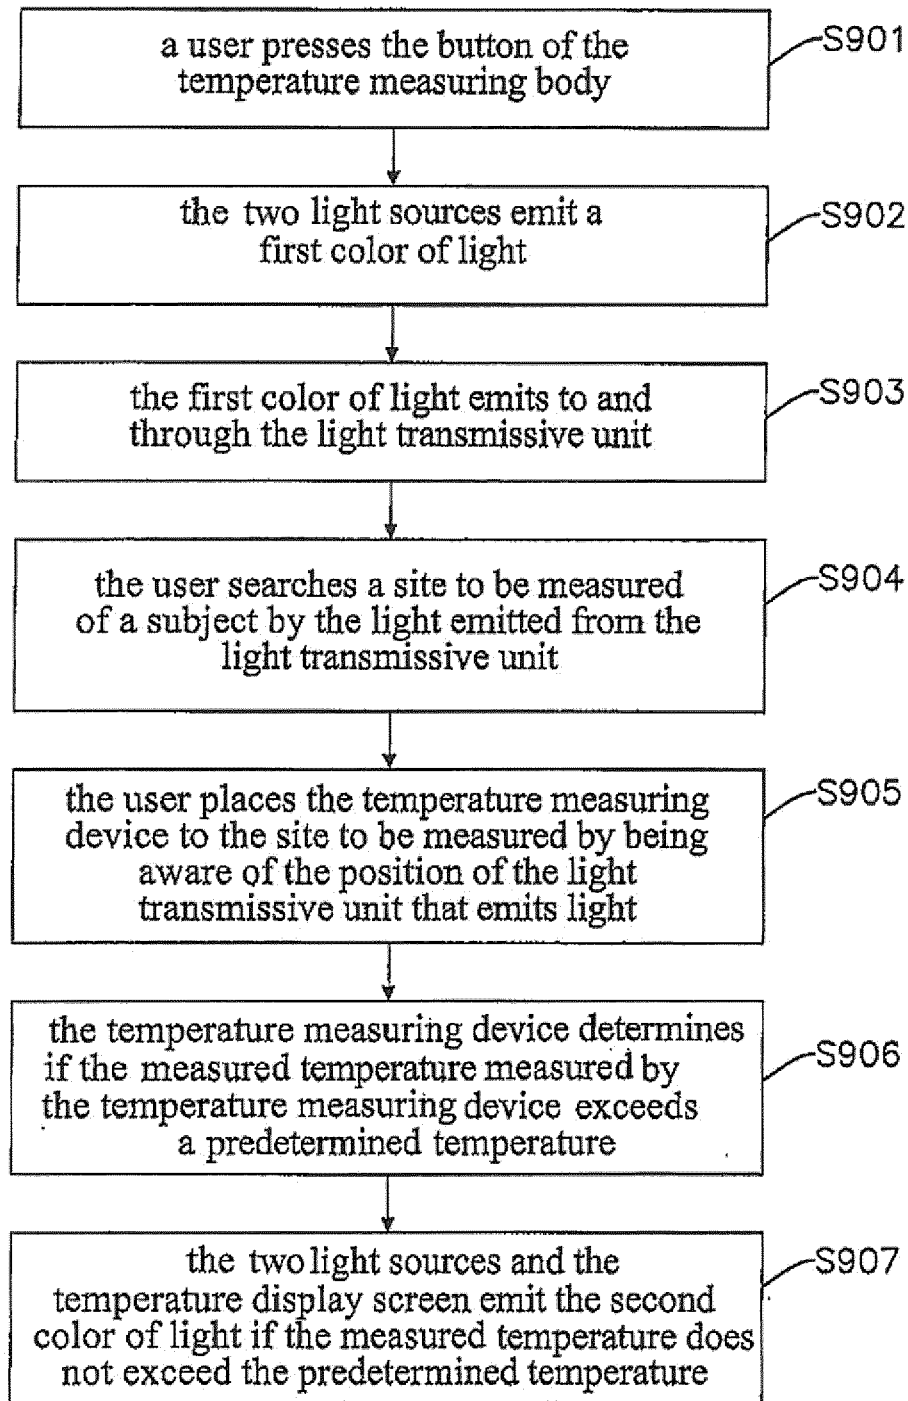 a user presses the button of the
temperature measuring body
S901
the two light sources emit a
first color of light
S902
the first color of light emits to and
through the light transmissive unit
S903
the user searches a site to be measured
of a subject by the light emitted from the
light transmissive unit
S904
the user places the temperature measuring
device to the site to be measured by being
aware of the position of the light
transmissive unit that emits light
S905
the temperature measuring device determines
if the measured temperature measured by
the temperature measuring device exceeds
a predetermined temperature
S906
the two light sources and the
temperature display screen emit the second
color of light if the measured temperature does
not exceed the predetermined temperature
S907